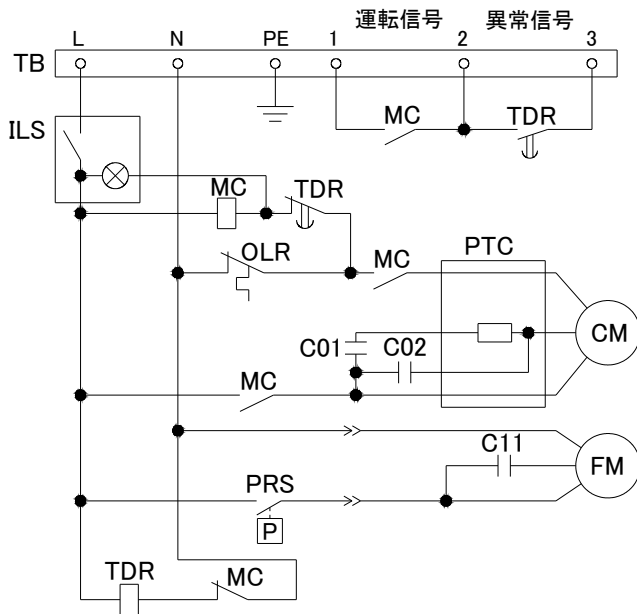 運転信号 異常信号
L N PE 1 2 3
TB
ILS
MC TDR
MC TDR
OLR MC PTC
C01 C02 CM
MC
C11
PRS FM
P
TDR MC